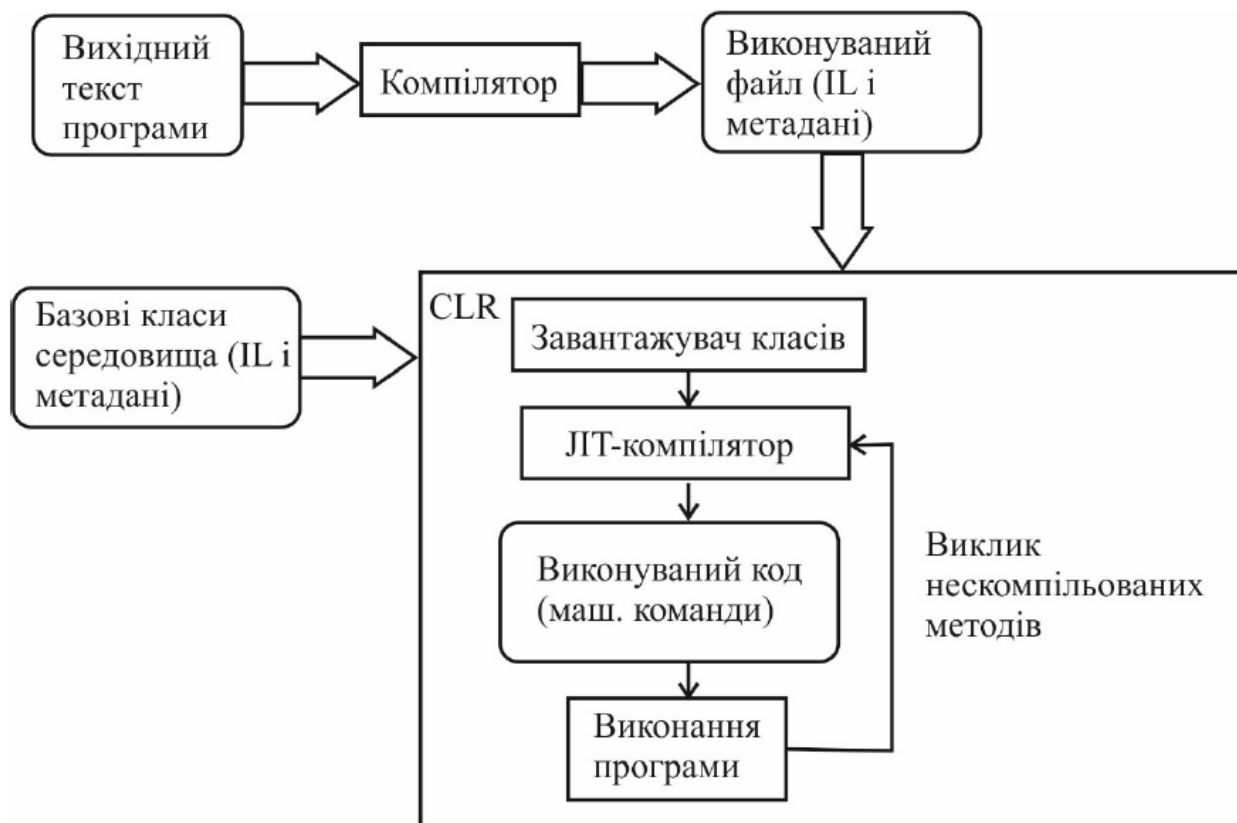 Вихідний
текст
програми
Компілятор
Виконуваний
файл (IL і
метадані)
Базові класи
середовища (IL і
метадані)
CLR
Завантажувач класів
ЛТ-компілятор
Виконуваний код
(маш. команди)
Виконання
програми
Виклик
нескомпільованих
методів